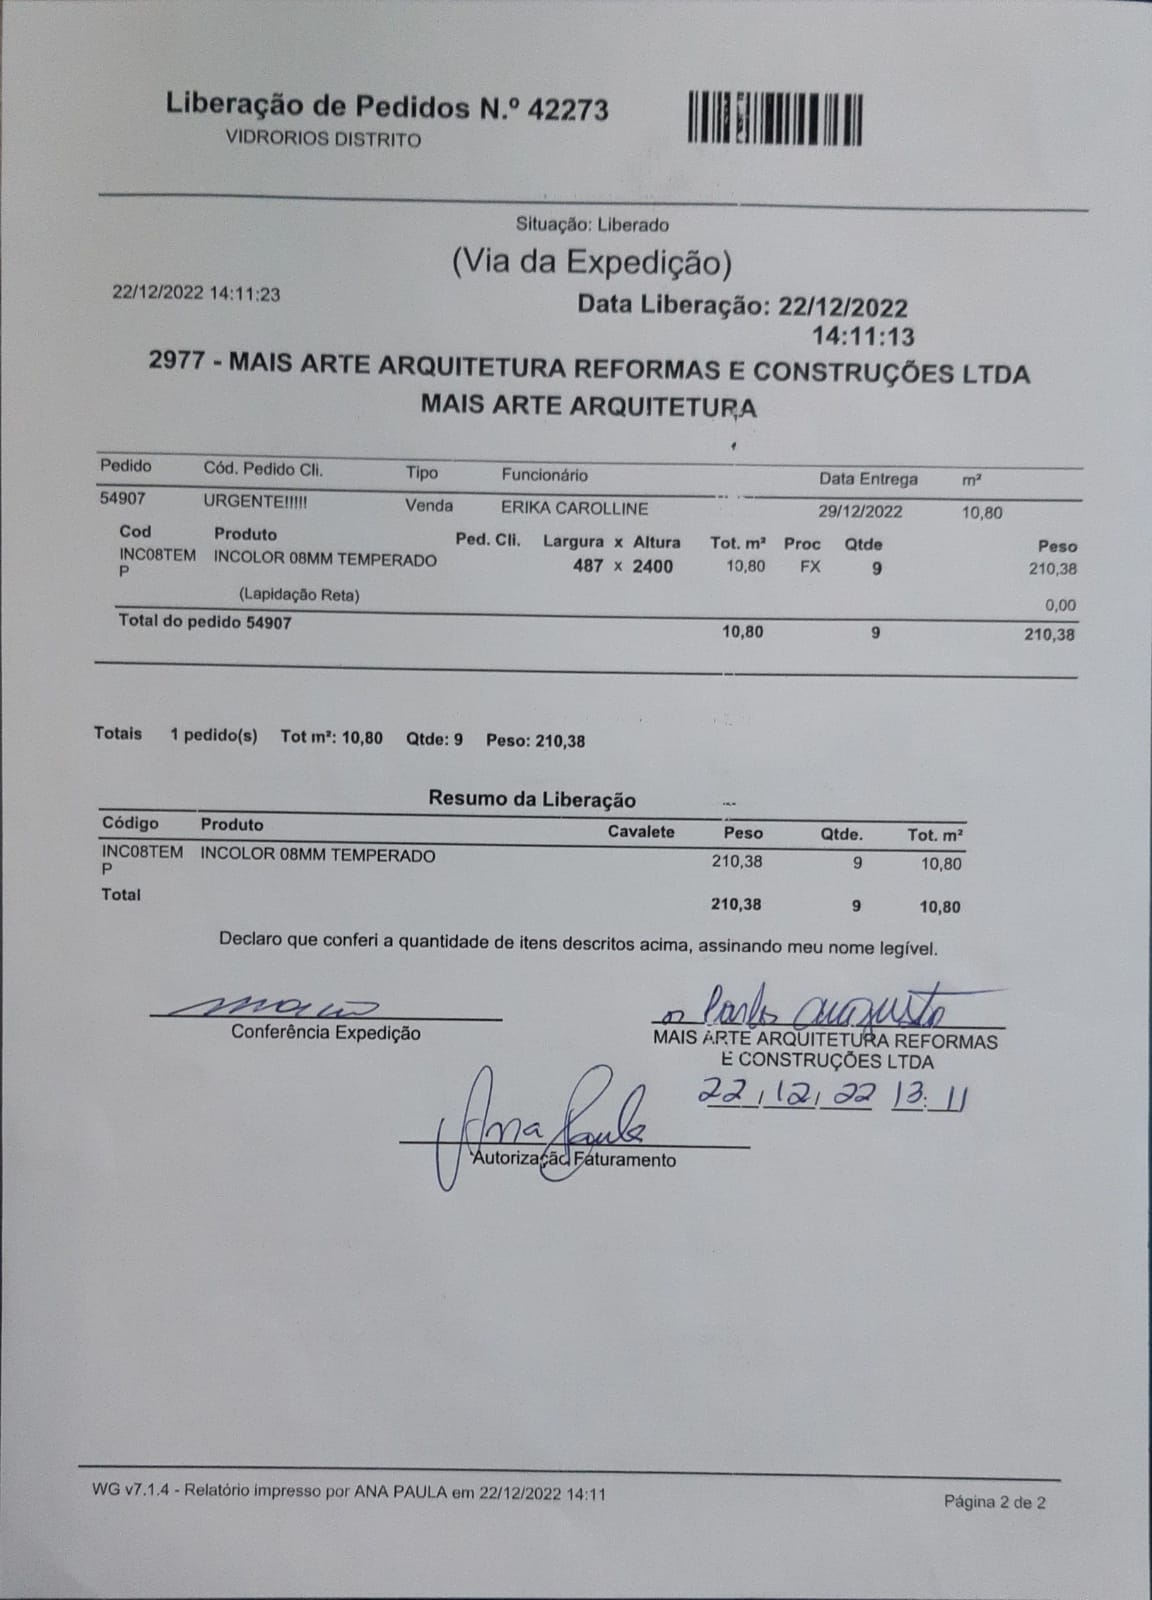 Liberação de Pedidos N.º 42273
VIDRORIOS DISTRITO
Situação: Liberado
(Via da Expedição)
22/12/2022 14:11:23
Data Liberação: 22/12/2022
14:11:13
2977 - MAIS ARTE ARQUITETURA REFORMAS E CONSTRUÇÕES LTDA
MAIS ARTE ARQUITETURA
Pedido Cód. Pedido Cli. Tipo Funcionário Data Entrega m²
54907 URGENTE!!!!! Venda ERIKA CAROLLINE 29/12/2022 10,80
Cod Produto Ped. Cli. Largura x Altura Tot. m² Proc Qtde Peso
INC08TEM INCOLOR 08MM TEMPERADO 487 x 2400 10,80 FX 9 210,38
P
(Lapidação Reta) 0,00
Total do pedido 54907 10,80 9 210,38
Totais 1 pedido(s) Tot m²: 10,80 Qtde: 9 Peso: 210,38
Resumo da Liberação
Código Produto Cavalete Peso Qtde. Tot. m²
INC08TEM INCOLOR 08MM TEMPERADO 210,38 9 10,80
P
Total 210,38 9 10,80
Declaro que conferi a quantidade de itens descritos acima, assinando meu nome legível.
Carlos Augusto
Conferência Expedição
MAIS ARTE ARQUITETURA REFORMAS
E CONSTRUÇÕES LTDA
22/12/22 13:11
Ana Paula
Autorização Faturamento
WG v7.1.4 - Relatório impresso por ANA PAULA em 22/12/2022 14:11
Página 2 de 2